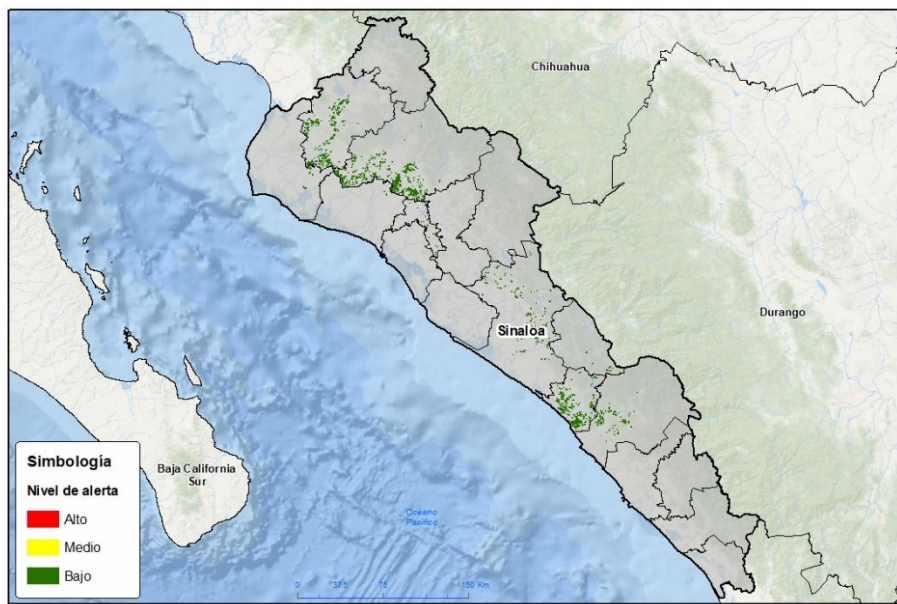 Chihuahua
Durango
Sinaloa
Baja California
Sur
Océano
Pacífico
Simbología
Nivel de alerta
Alto
Medio
Bajo
0 37.5 75 150 Km